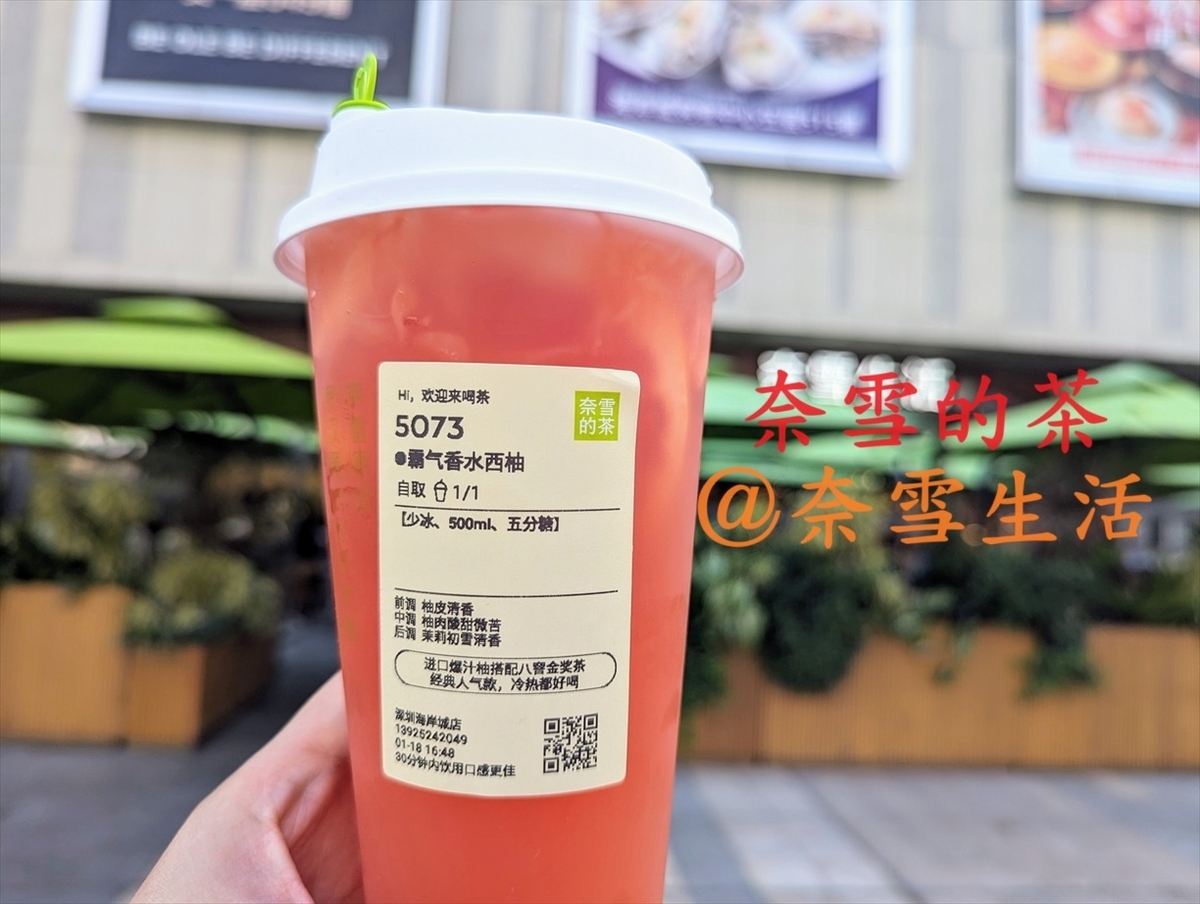 BE OLD BE DIFFERENT
Hi，欢迎来喝茶
奈雪
的茶
5073
●霸气香水西柚
自取 1/1
【少冰、500ml、五分糖】
前调 柚皮清香
中调 柚肉酸甜微苦
后调 茉莉初雪清香
进口爆汁柚搭配八窨金奖茶
经典人气款，冷热都好喝
深圳海岸城店
13925242049
01-18 16:48
30分钟内饮用口感更佳
奈雪的茶
@奈雪生活